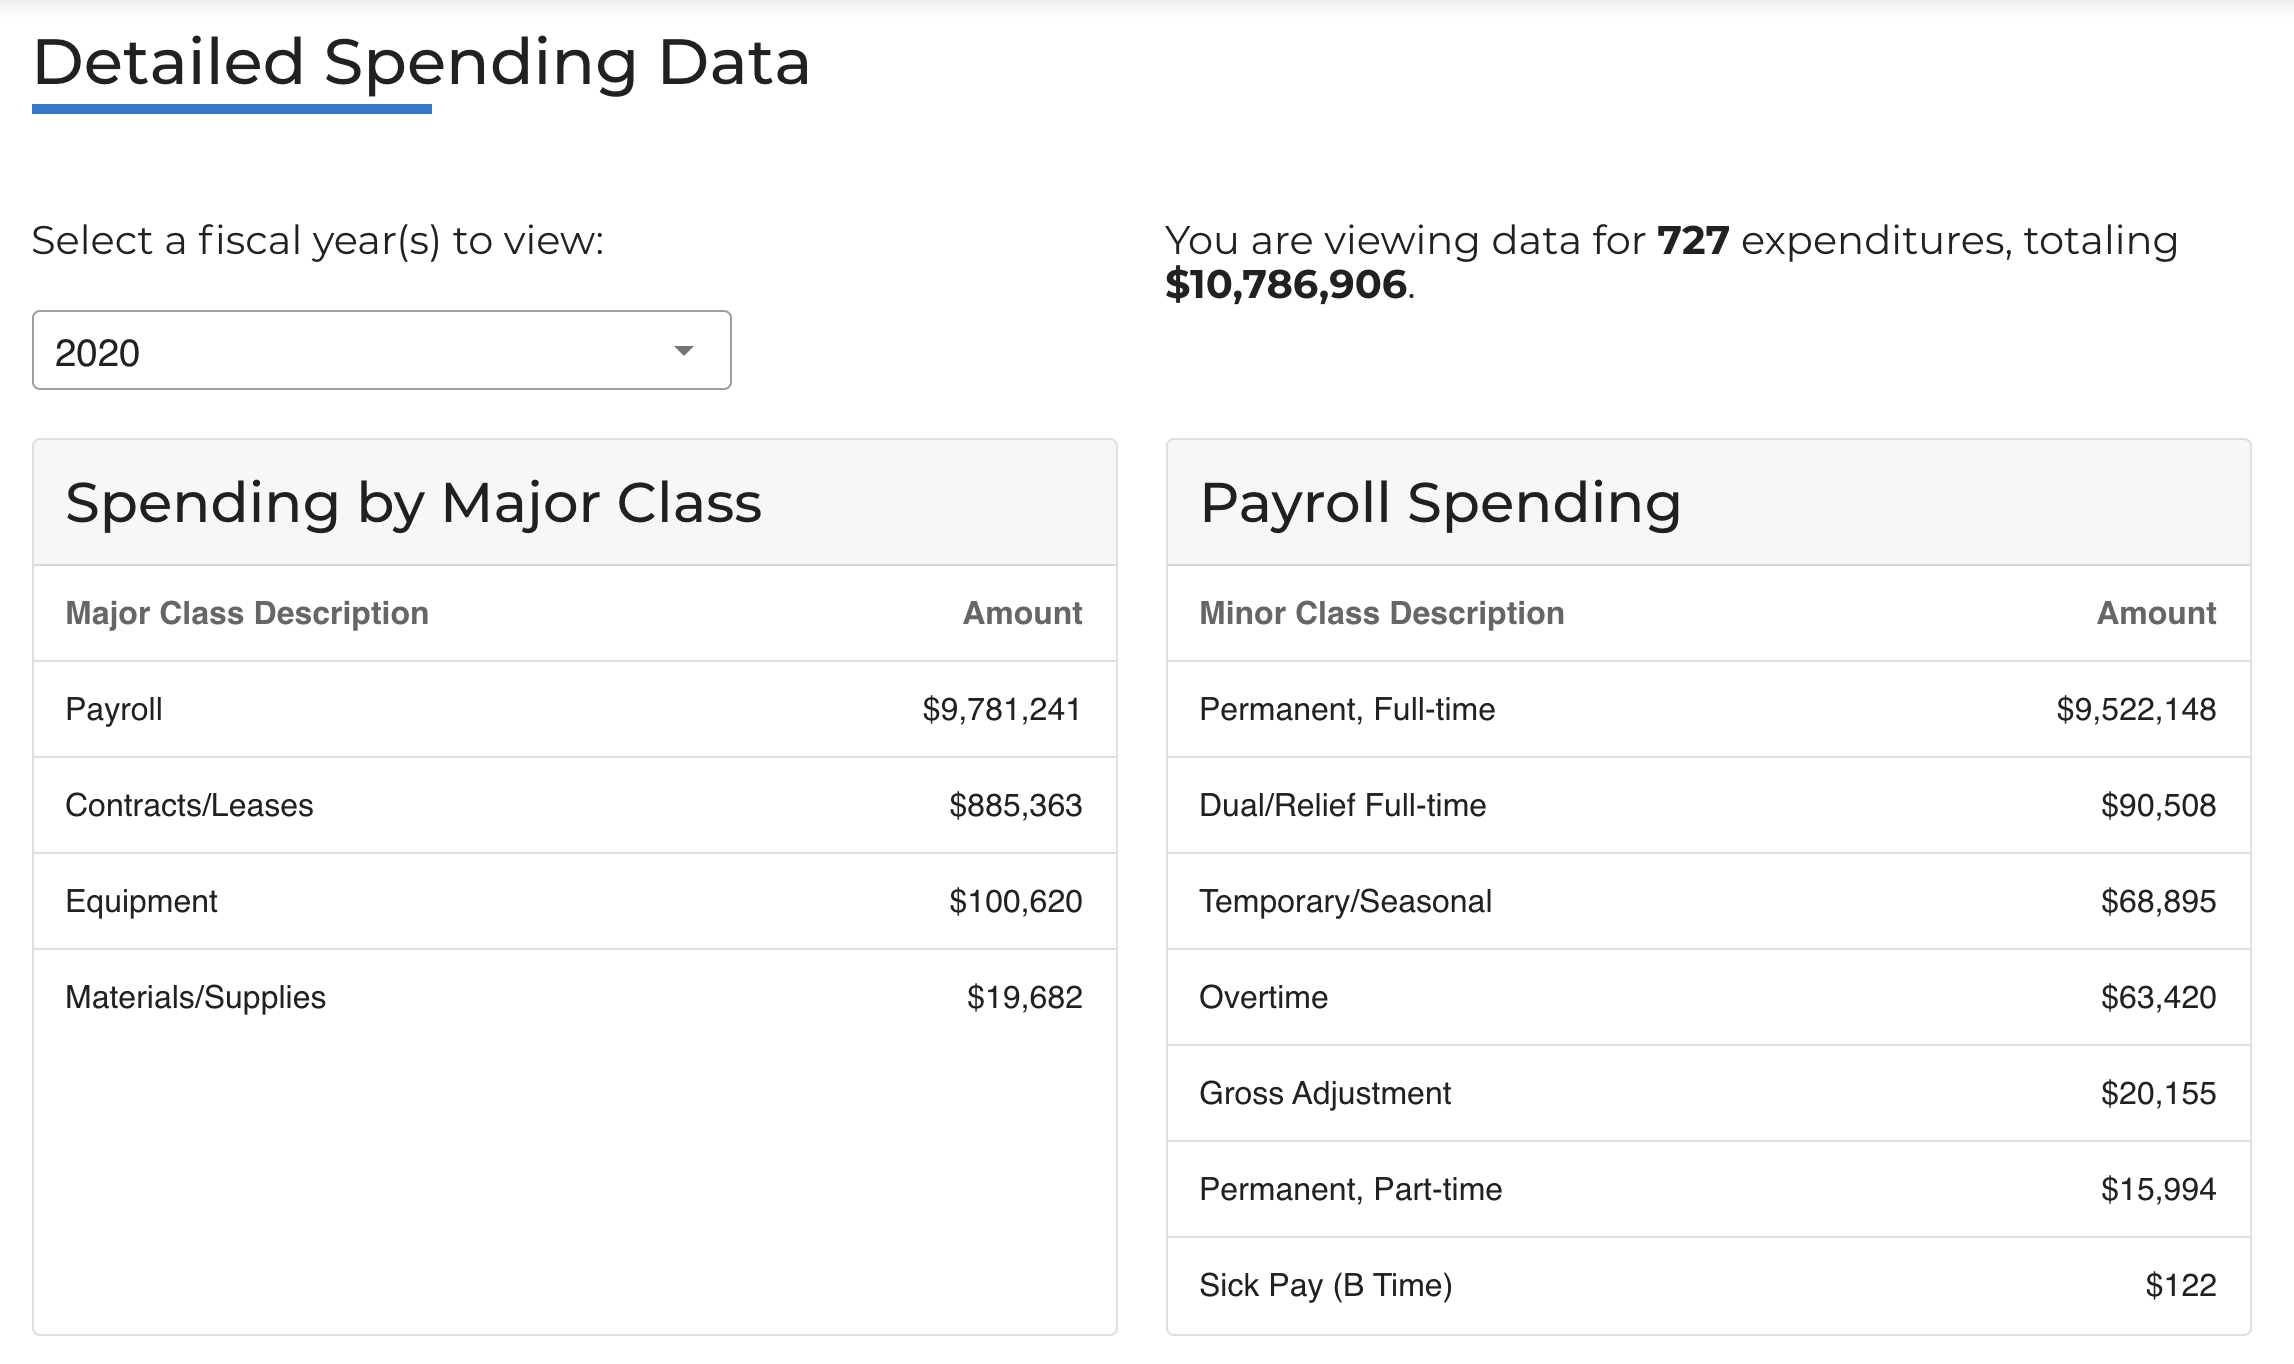 Detailed Spending Data
Select a fiscal year(s) to view:
2020
You are viewing data for 727 expenditures, totaling
$10,786,906.
Spending by Major Class
Major Class Description Amount
Payroll $9,781,241
Contracts/Leases $885,363
Equipment $100,620
Materials/Supplies $19,682
Payroll Spending
Minor Class Description Amount
Permanent, Full-time $9,522,148
Dual/Relief Full-time $90,508
Temporary/Seasonal $68,895
Overtime $63,420
Gross Adjustment $20,155
Permanent, Part-time $15,994
Sick Pay (B Time) $122